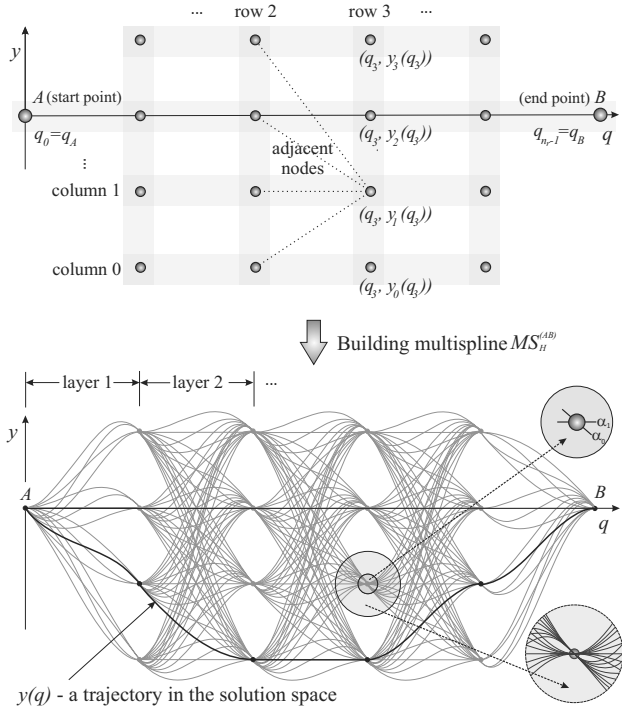 ... row 2 row 3 ...
y
(q3, y3(q3))
A (start point)
(end point) B
q0=qA
(q3, y2(q3))
qnr-1=qB
q
adjacent
nodes
...
column 1
(q3, y1(q3))
column 0
(q3, y0(q3))
Building multispline MSH(AB)
layer 1
layer 2
...
y
α1
α0
A
B
q
y(q) - a trajectory in the solution space